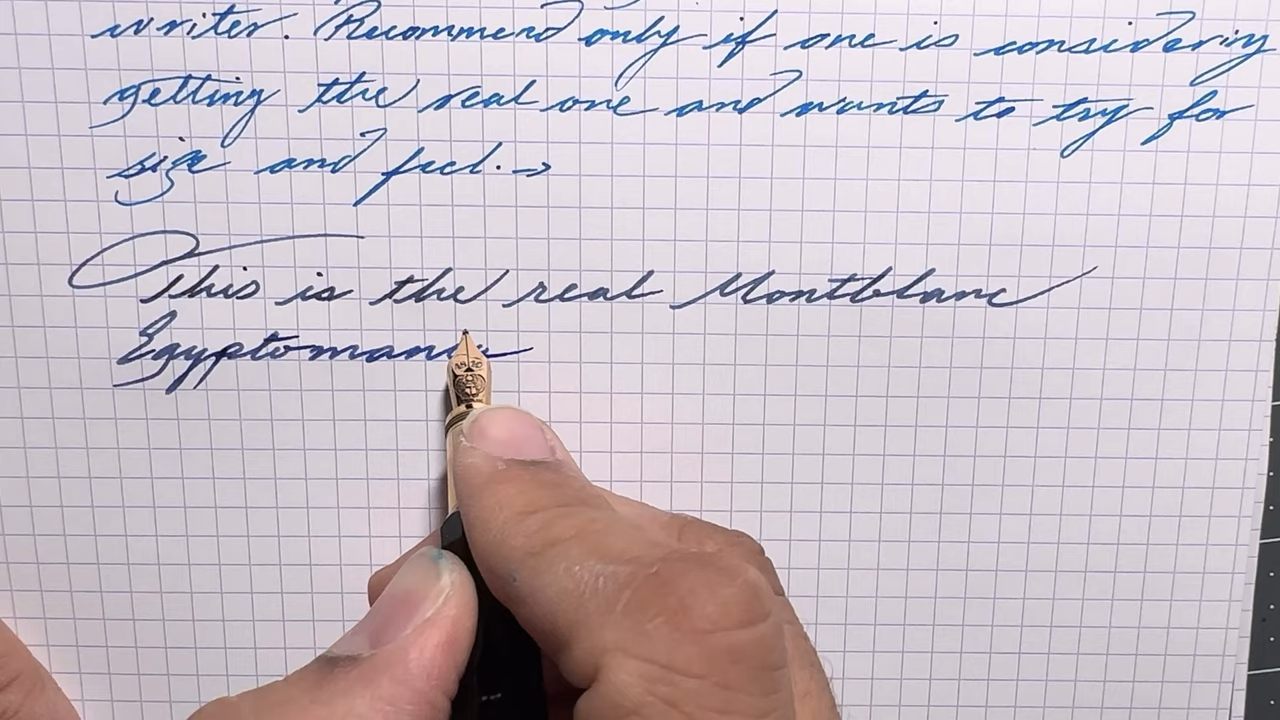 writer. Recommend only if one is considering
getting the real one and wants to try for
size and feel. →
This is the real Montblanc
Egyptomania